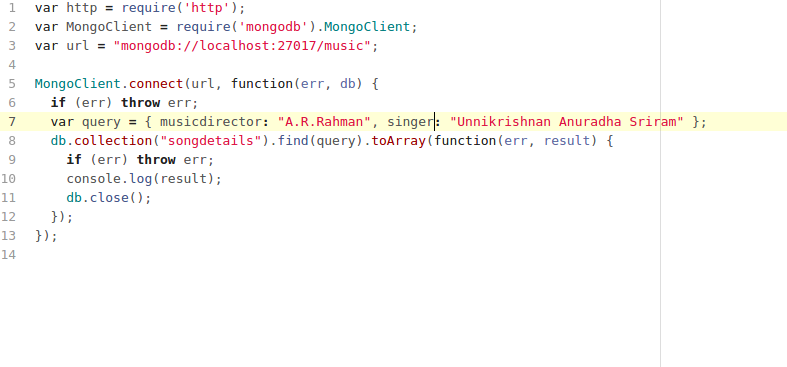 1 var http = require('http');
2 var MongoClient = require('mongodb').MongoClient;
3 var url = "mongodb://localhost:27017/music";
4
5 MongoClient.connect(url, function(err, db) {
6   if (err) throw err;
7   var query = { musicdirector: "A.R.Rahman", singer: "Unnikrishnan Anuradha Sriram" };
8   db.collection("songdetails").find(query).toArray(function(err, result) {
9     if (err) throw err;
10     console.log(result);
11     db.close();
12   });
13 });
14